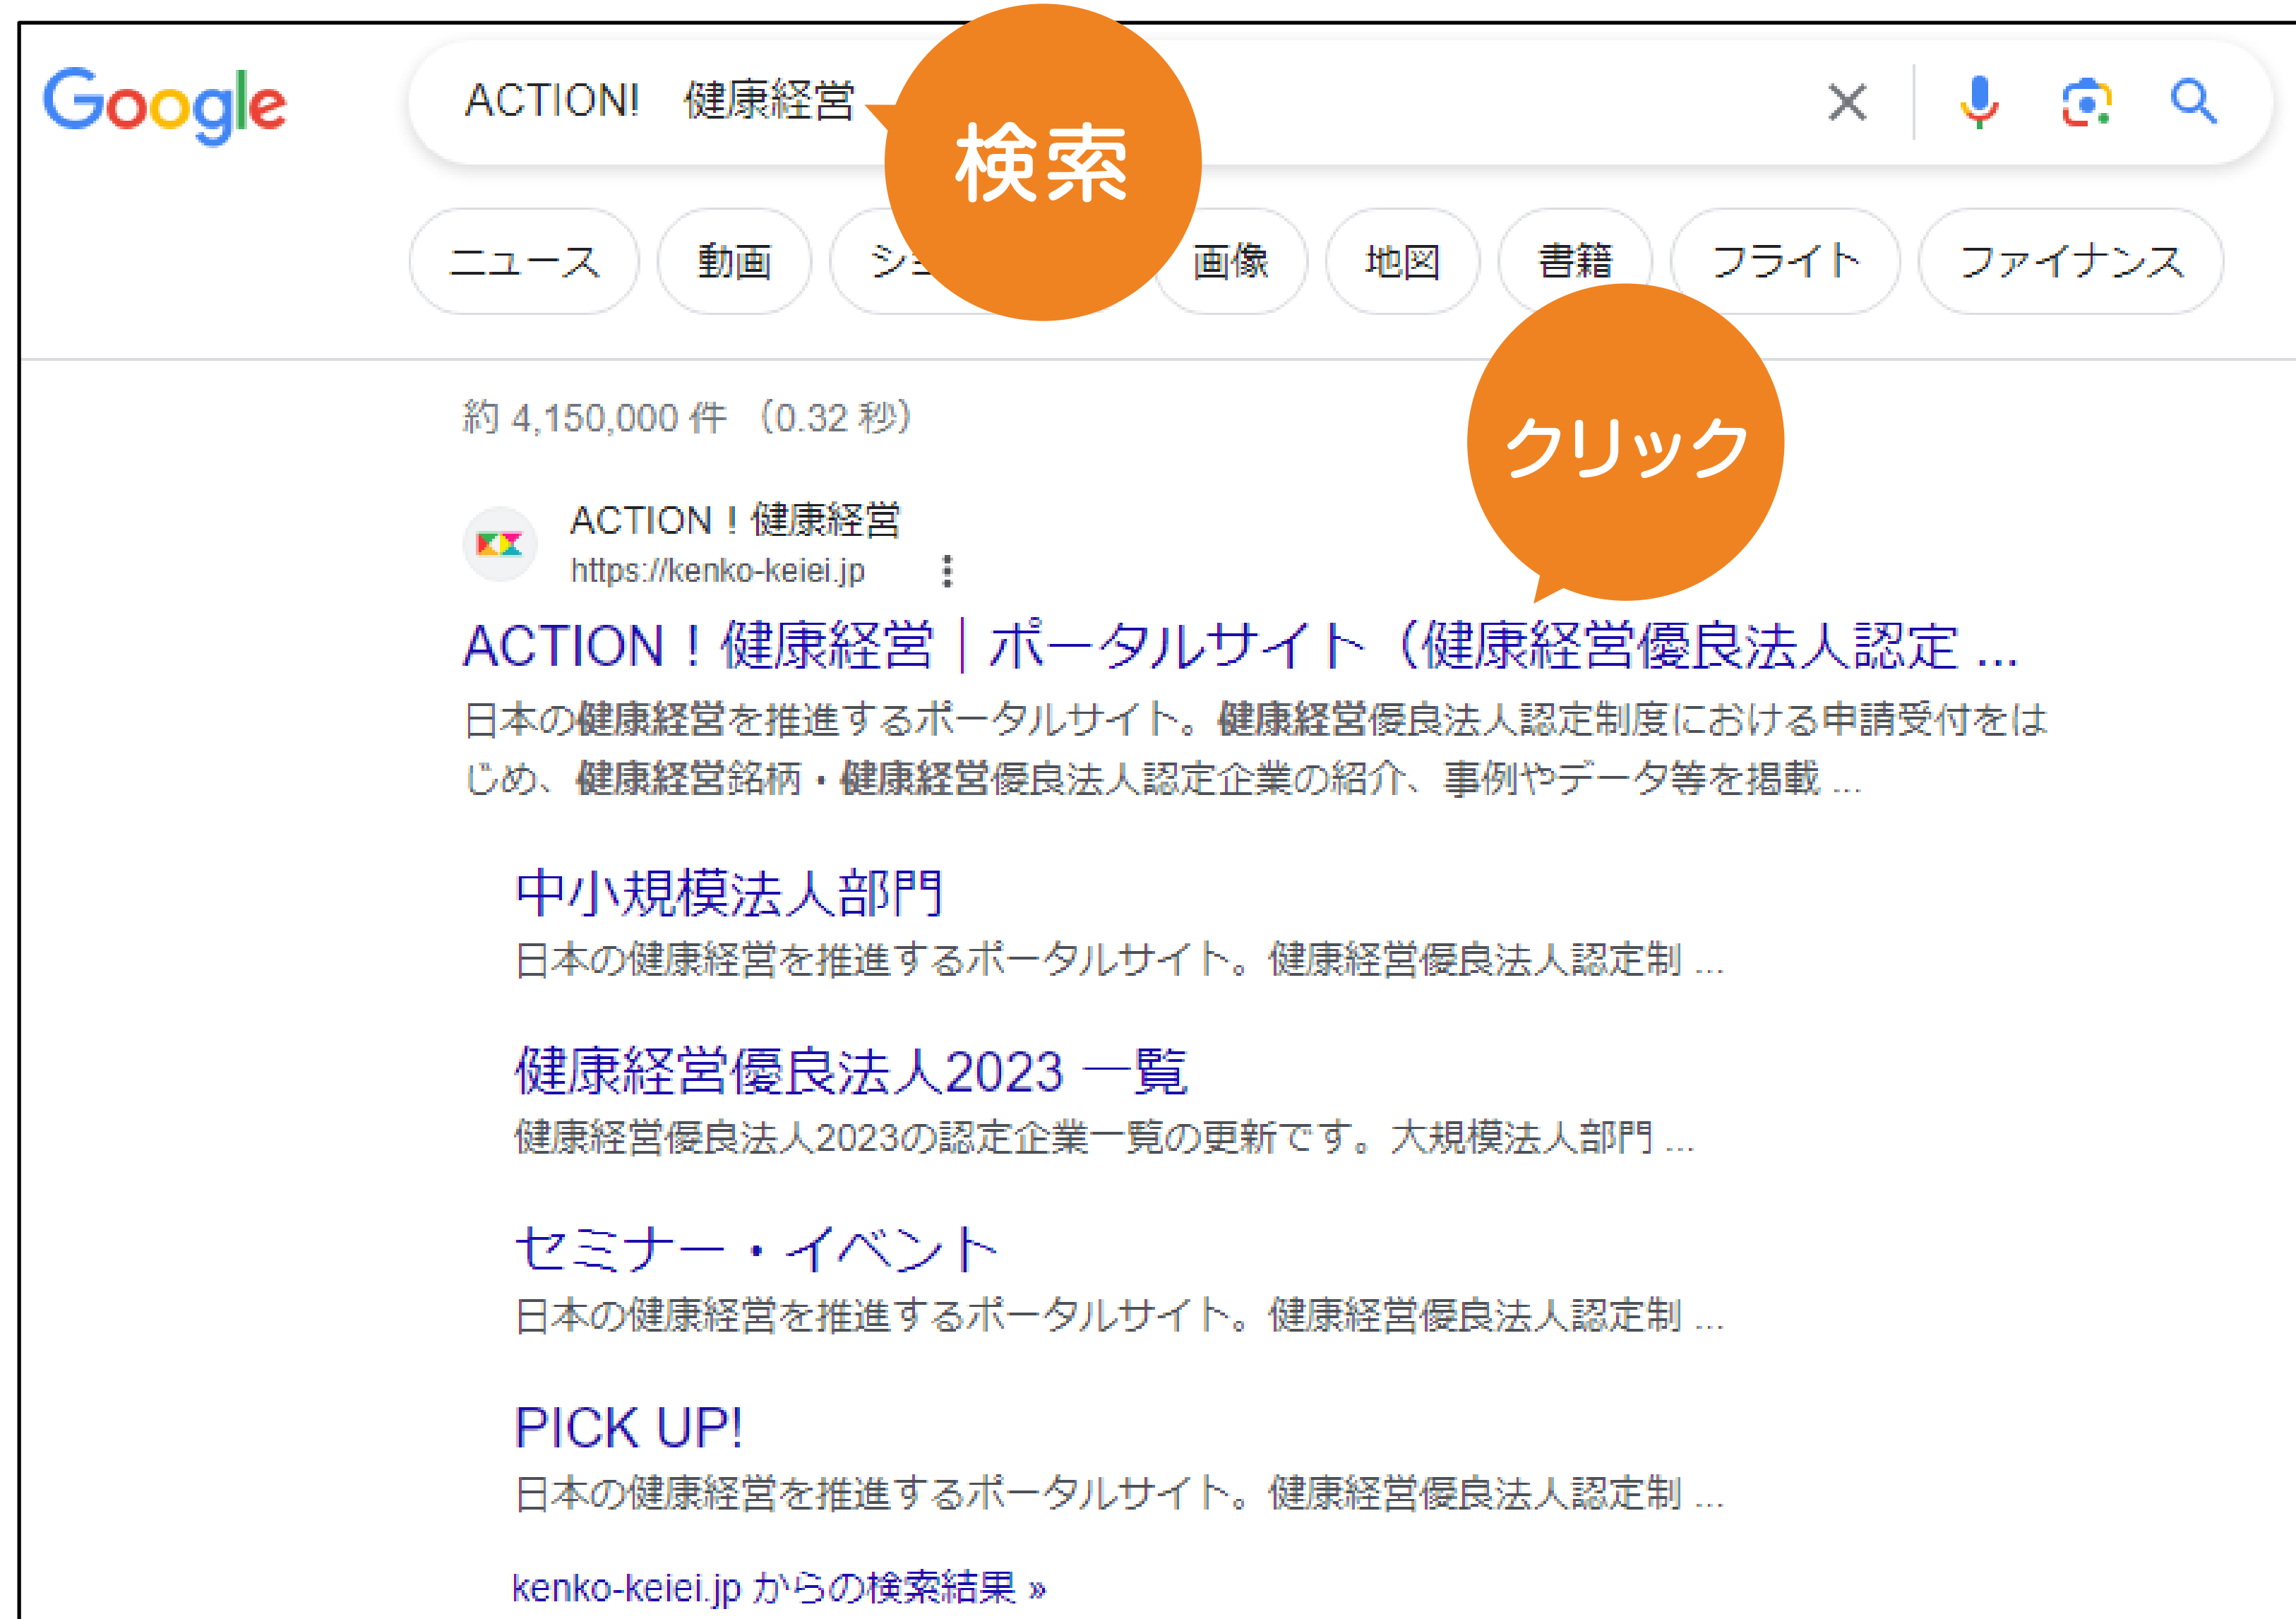 Google
ACTION!　健康経営
検索
ニュース
動画
画像
地図
書籍
フライト
ファイナンス
約 4,150,000 件 （0.32 秒）
クリック
ACTION！健康経営
https://kenko-keiei.jp
ACTION！健康経営｜ポータルサイト（健康経営優良法人認定 ...
日本の健康経営を推進するポータルサイト。健康経営優良法人認定制度における申請受付をは
じめ、健康経営銘柄・健康経営優良法人認定企業の紹介、事例やデータ等を掲載 ...
中小規模法人部門
日本の健康経営を推進するポータルサイト。健康経営優良法人認定制 ...
健康経営優良法人2023 一覧
健康経営優良法人2023の認定企業一覧の更新です。大規模法人部門 ...
セミナー・イベント
日本の健康経営を推進するポータルサイト。健康経営優良法人認定制 ...
PICK UP!
日本の健康経営を推進するポータルサイト。健康経営優良法人認定制 ...
kenko-keiei.jp からの検索結果 »